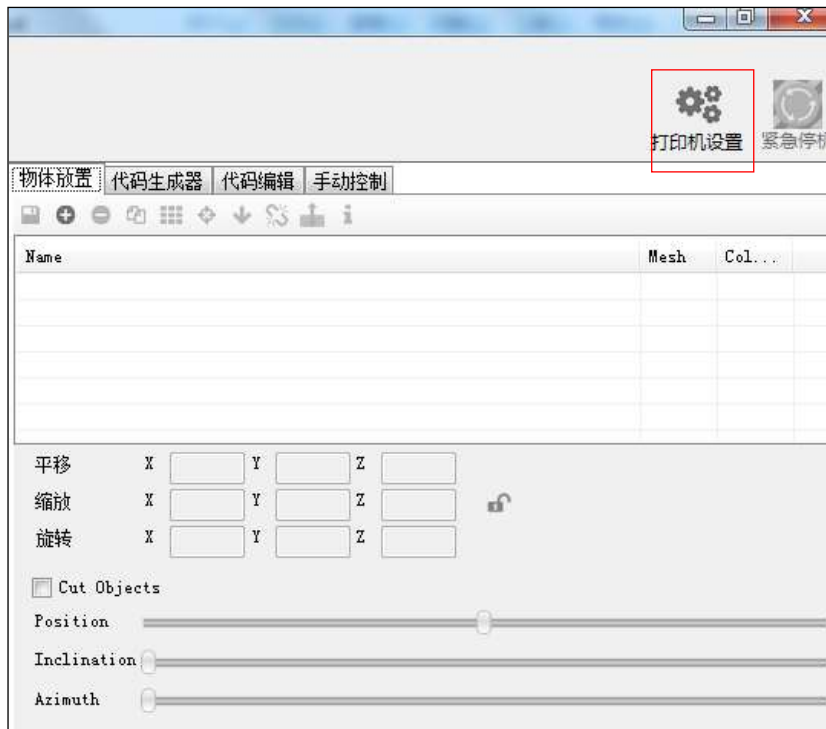 打印机设置 紧急停机
物体放置 代码生成器 代码编辑 手动控制
Name Mesh Col...
平移 X Y Z
缩放 X Y Z
旋转 X Y Z
Cut Objects
Position
Inclination
Azimuth